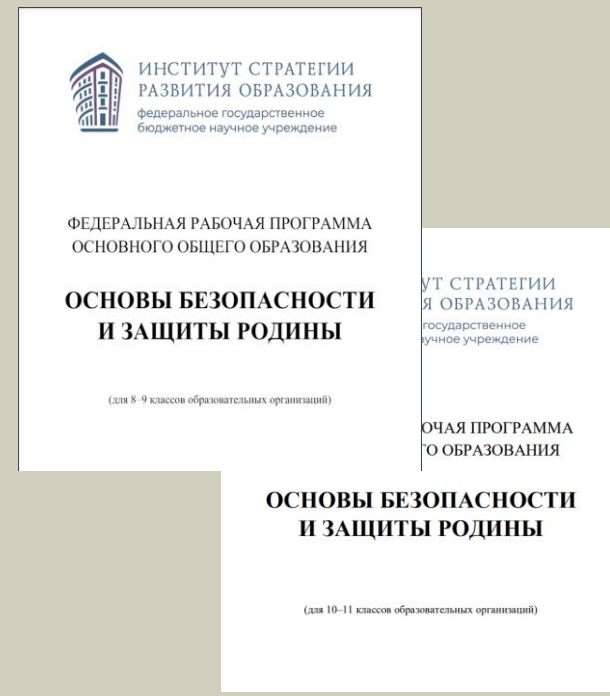 ИНСТИТУТ СТРАТЕГИИ
РАЗВИТИЯ ОБРАЗОВАНИЯ
федеральное государственное
бюджетное научное учреждение
ФЕДЕРАЛЬНАЯ РАБОЧАЯ ПРОГРАММА
ОСНОВНОГО ОБЩЕГО ОБРАЗОВАНИЯ
ОСНОВЫ БЕЗОПАСНОСТИ
И ЗАЩИТЫ РОДИНЫ
(для 8–9 классов образовательных организаций)
УТ СТРАТЕГИИ
Я ОБРАЗОВАНИЯ
государственное
научное учреждение
ОЧАЯ ПРОГРАММА
ГО ОБРАЗОВАНИЯ
ОСНОВЫ БЕЗОПАСНОСТИ
И ЗАЩИТЫ РОДИНЫ
(для 10–11 классов образовательных организаций)